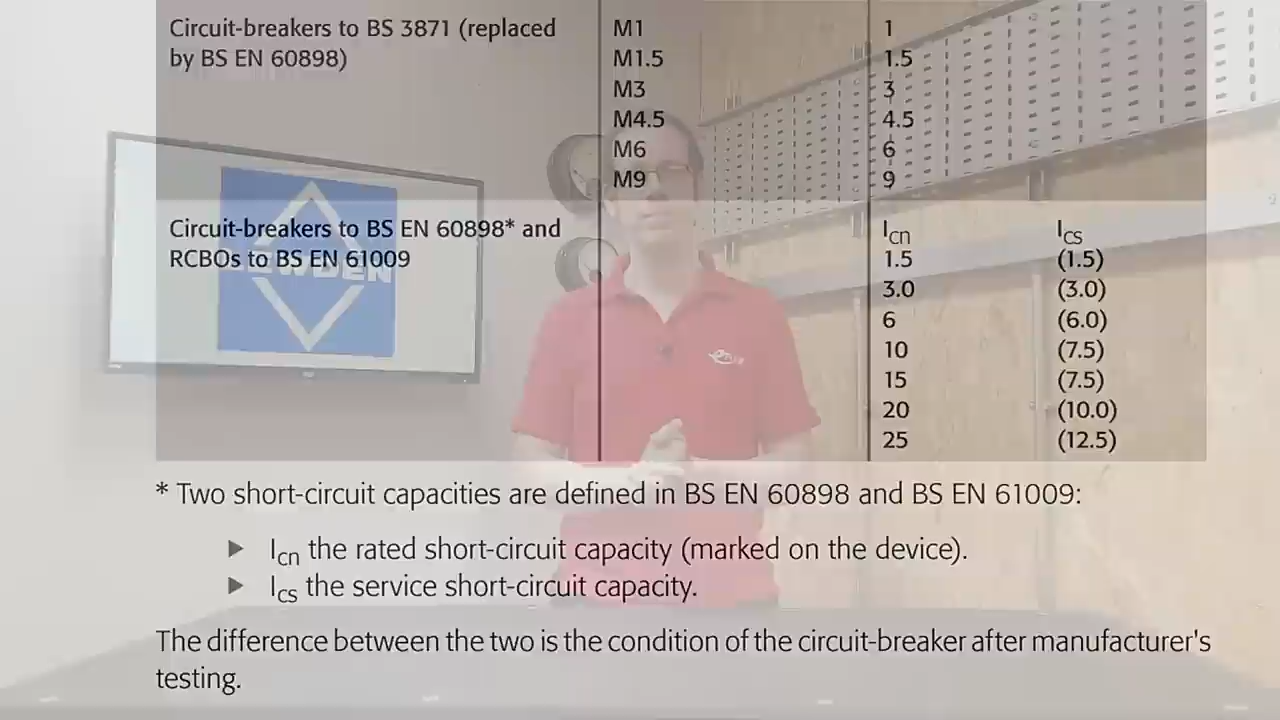 Circuit-breakers to BS 3871 (replaced
by BS EN 60898)
M1 1
M1.5 1.5
M3 3
M4.5 4.5
M6 6
M9 9
Circuit-breakers to BS EN 60898* and
RCBOs to BS EN 61009
Icn Ics
1.5 (1.5)
3.0 (3.0)
6 (6.0)
10 (7.5)
15 (7.5)
20 (10.0)
25 (12.5)
* Two short-circuit capacities are defined in BS EN 60898 and BS EN 61009:
▶ Icn the rated short-circuit capacity (marked on the device).
▶ Ics the service short-circuit capacity.
The difference between the two is the condition of the circuit-breaker after manufacturer's
testing.